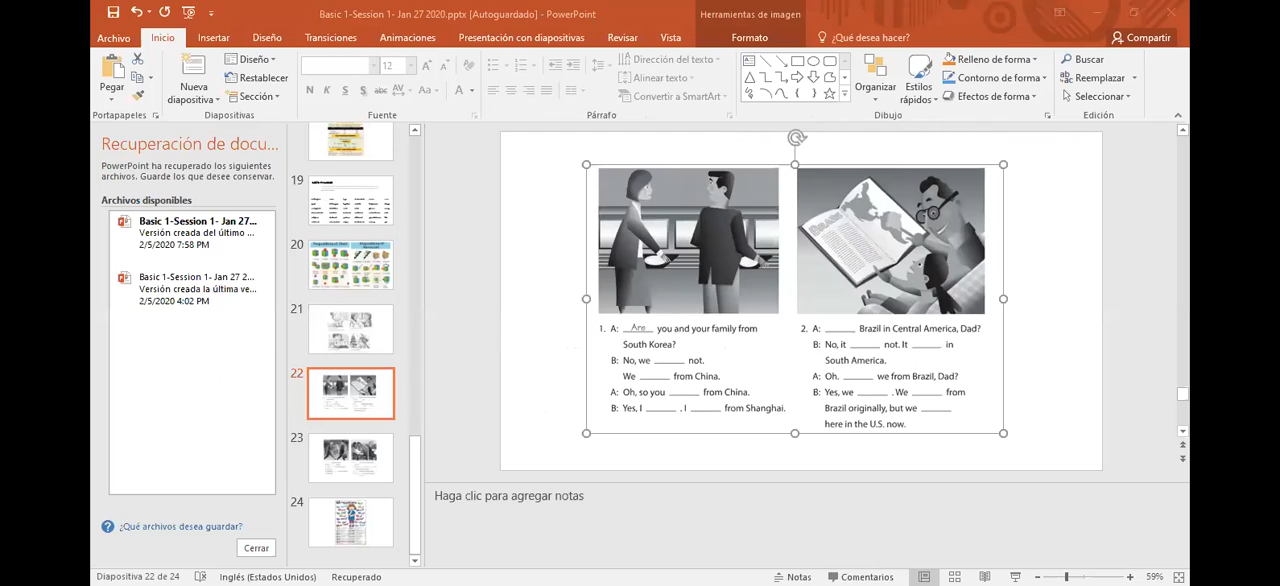 Basic 1-Session 1- Jan 27 2020.pptx [Autoguardado] - PowerPoint
Herramientas de imagen
Archivo Inicio Insertar Diseño Transiciones Animaciones Presentación con diapositivas Revisar Vista Formato ¿Qué desea hacer? Compartir
Pegar
Nueva diapositiva
Diseño
Restablecer
Sección
12
N K S S abc AV Aa A
Dirección del texto
Alinear texto
Convertir a SmartArt
Organizar
Estilos rápidos
Relleno de forma
Contorno de forma
Efectos de forma
Buscar
Reemplazar
Seleccionar
Portapapeles Diapositivas Fuente Párrafo Dibujo Edición
Recuperación de docu...
PowerPoint ha recuperado los siguientes
archivos. Guarde los que desee conservar.
Archivos disponibles
Basic 1-Session 1- Jan 27...
Versión creada del último ...
2/5/2020 7:58 PM
Basic 1-Session 1- Jan 27 2...
Versión creada la última ve...
2/5/2020 4:02 PM
¿Qué archivos desea guardar?
Cerrar
19
20
21
22
23
24
1. A: Are you and your family from
South Korea?
B: No, we ______ not.
We ______ from China.
A: Oh, so you ______ from China.
B: Yes, I ______ . I ______ from Shanghai.
2. A: ______ Brazil in Central America, Dad?
B: No, it ______ not. It ______ in
South America.
A: Oh. ______ we from Brazil, Dad?
B: Yes, we ______ . We ______ from
Brazil originally, but we ______
here in the U.S. now.
Haga clic para agregar notas
Diapositiva 22 de 24 Inglés (Estados Unidos) Recuperado Notas Comentarios 59%